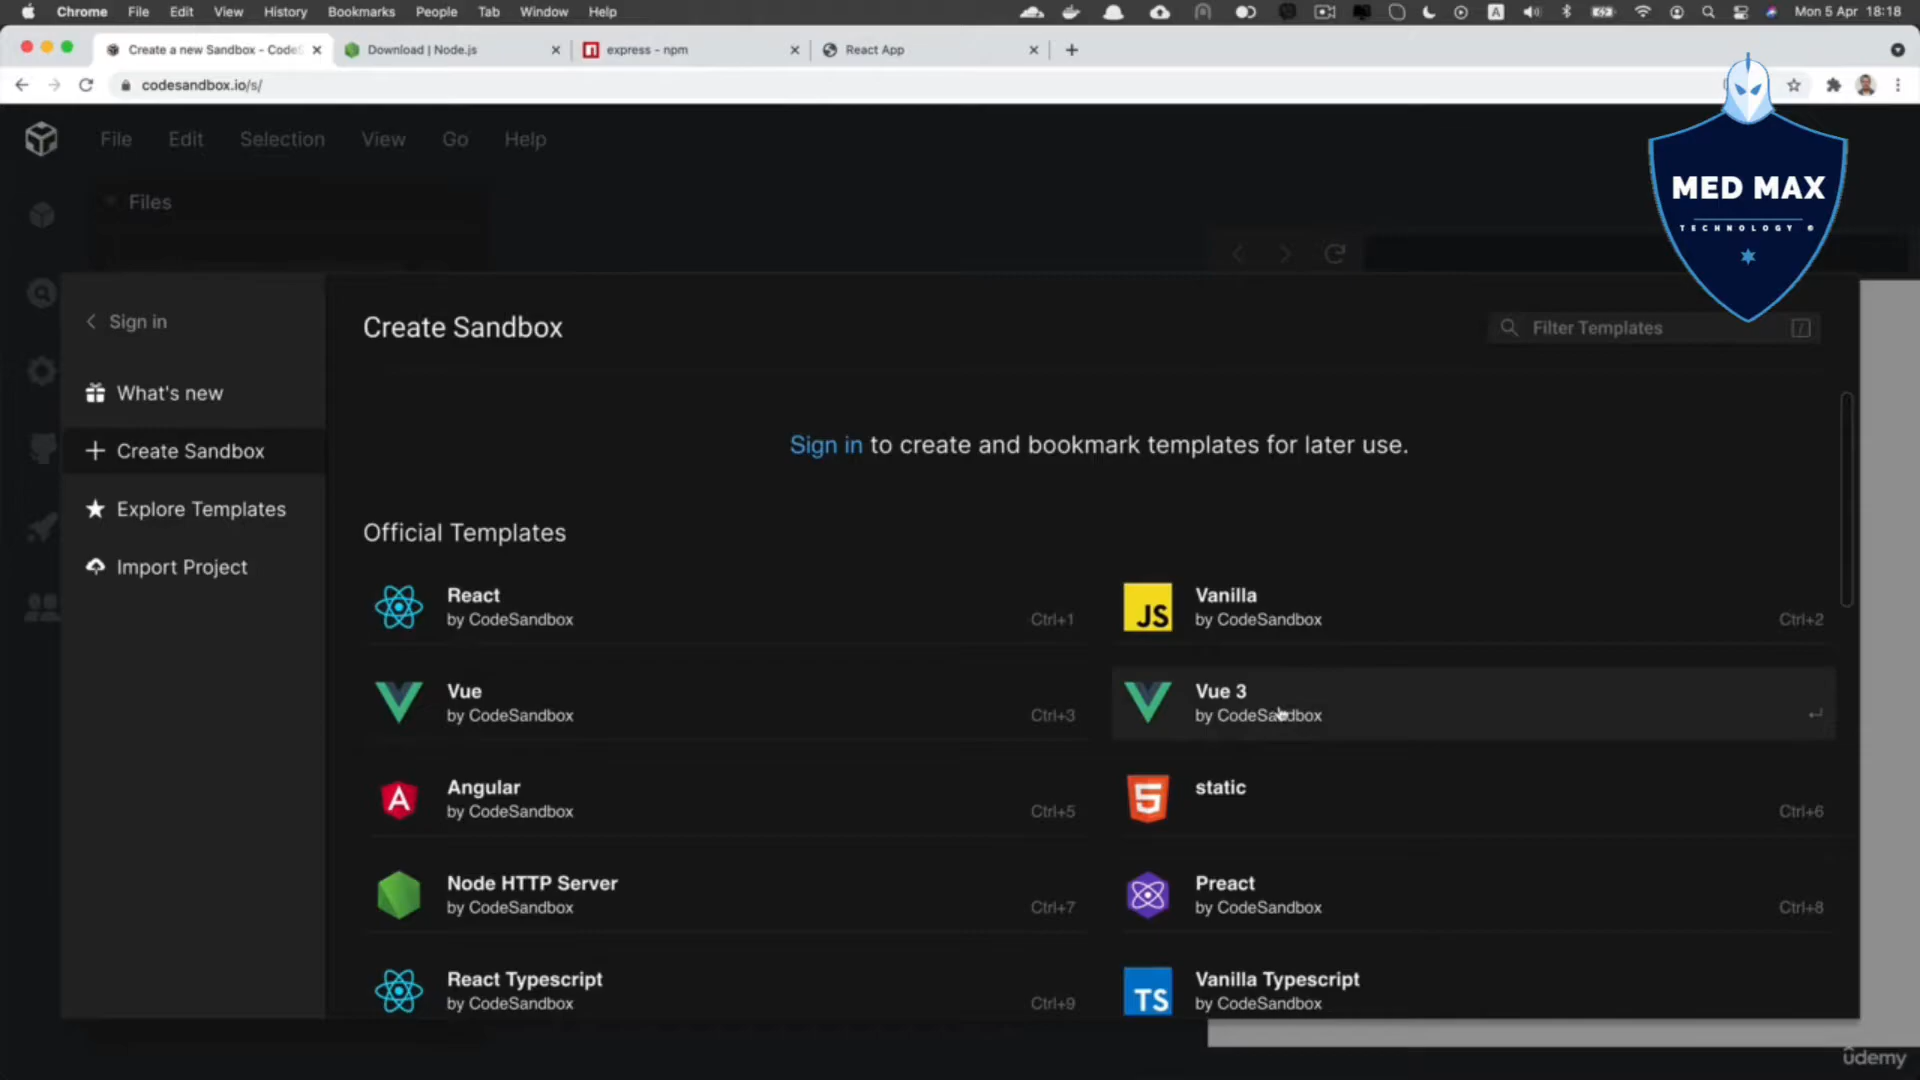 Chrome File Edit View History Bookmarks People Tab Window Help
Mon 5 Apr 18:18
Create a new Sandbox - CodeS
Download | Node.js
express - npm
React App
codesandbox.io/s/
File Edit Selection View Go Help
Files
MED MAX
TECHNOLOGY ®
Sign in
What's new
Create Sandbox
Explore Templates
Import Project
Create Sandbox
Filter Templates
Sign in to create and bookmark templates for later use.
Official Templates
React
by CodeSandbox
Ctrl+1
Vanilla
by CodeSandbox
Ctrl+2
Vue
by CodeSandbox
Ctrl+3
Vue 3
by CodeSandbox
Angular
by CodeSandbox
Ctrl+5
static
Ctrl+6
Node HTTP Server
by CodeSandbox
Ctrl+7
Preact
by CodeSandbox
Ctrl+8
React Typescript
by CodeSandbox
Ctrl+9
Vanilla Typescript
by CodeSandbox
JS
TS
A
5
udemy